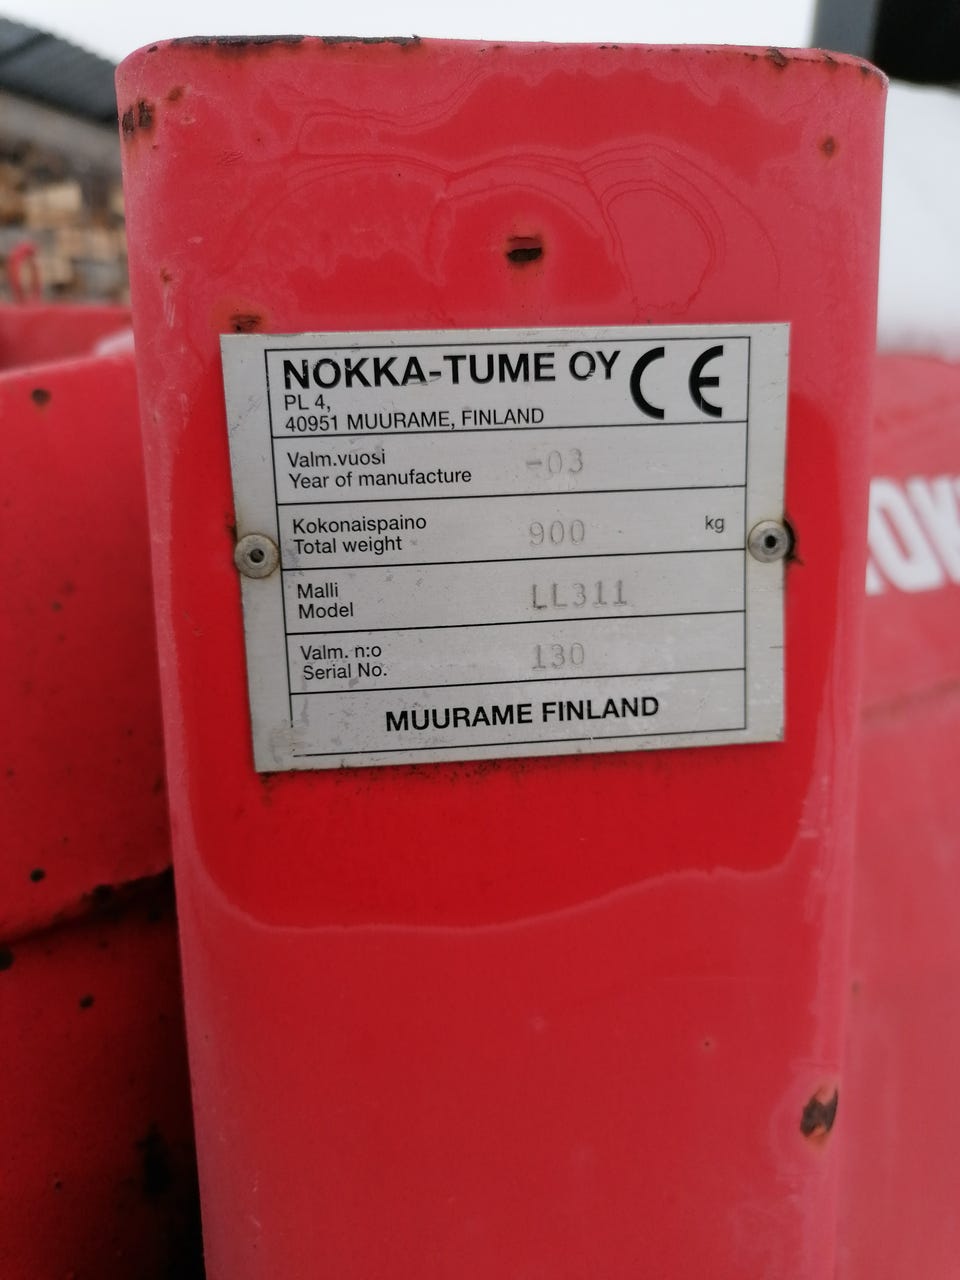 NOKKA-TUME OY CE
PL 4,
40951 MUURAME, FINLAND
Valm.vuosi
Year of manufacture -03
Kokonaispaino
Total weight 900 kg
Malli
Model LL311
Valm. n:o
Serial No. 130
MUURAME FINLAND